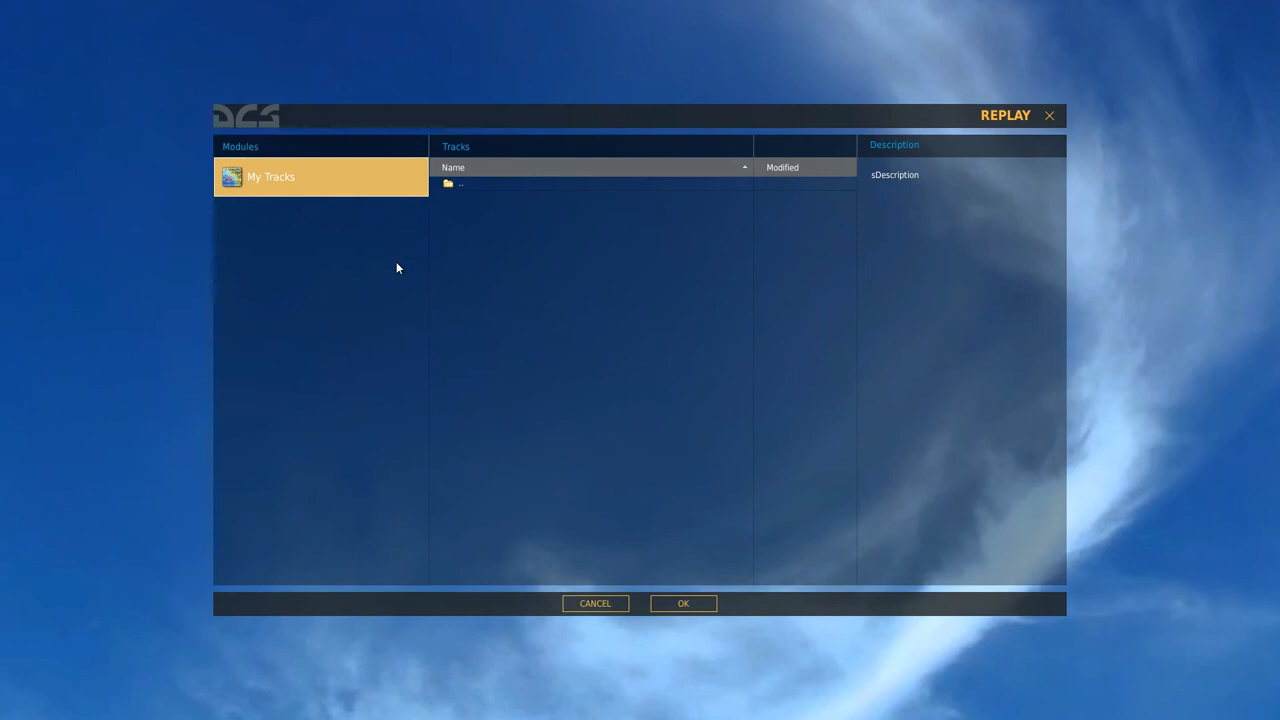 DCS
REPLAY
Modules
Tracks
Description
My Tracks
Name
Modified
..
sDescription
CANCEL
OK